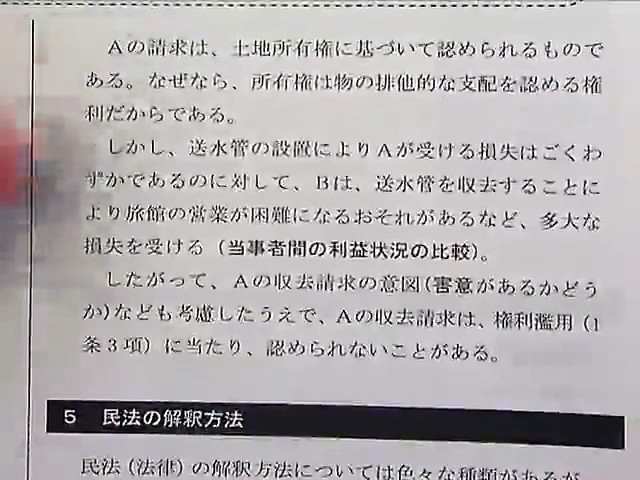 Aの請求は、土地所有権に基づいて認められるもので
ある。なぜなら、所有権は物の排他的な支配を認める権
利だからである。
しかし、送水管の設置によりAが受ける損失はごくわ
ずかであるのに対して、Bは、送水管を収去することに
より旅館の営業が困難になるおそれがあるなど、多大な
損失を受ける（当事者間の利益状況の比較）。
したがって、Aの収去請求の意図（害意があるかどう
か）なども考慮したうえで、Aの収去請求は、権利濫用（1
条3項）に当たり、認められないことがある。
5 民法の解釈方法
民法（法律）の解釈方法については色々な種類があるが